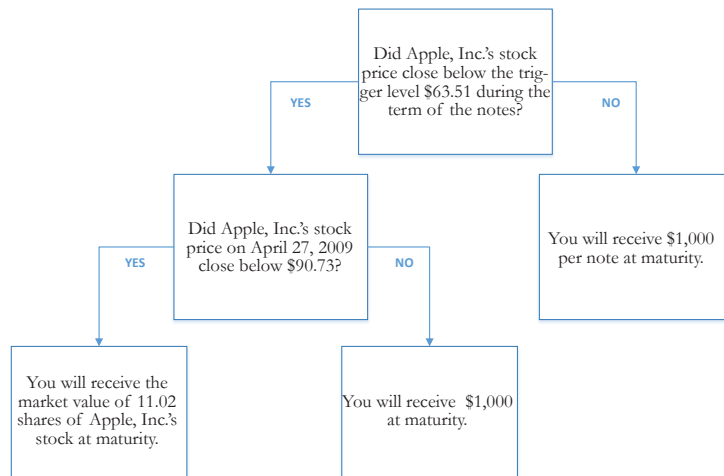 Did Apple, Inc.'s stock
price close below the trig-
ger level $63.51 during the
term of the notes?
YES
NO
Did Apple, Inc.'s stock
price on April 27, 2009
close below $90.73?
You will receive $1,000
per note at maturity.
YES
NO
You will receive the
market value of 11.02
shares of Apple, Inc.'s
stock at maturity.
You will receive $1,000
at maturity.